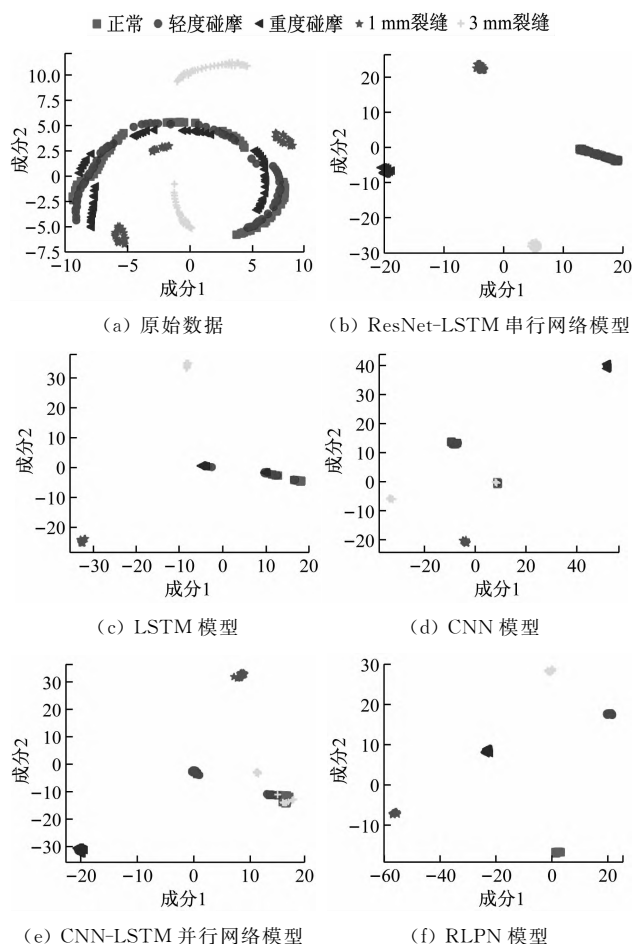 正常 轻度碰摩 重度碰摩 1 mm裂缝 3 mm裂缝
成分2
10.0
7.5
5.0
2.5
0
−2.5
−5.0
−7.5
−10 −5 0 5 10
成分1
(a) 原始数据
成分2
20
10
0
−10
−20
−30
−20 −10 0 10 20
成分1
(b) ResNet-LSTM 串行网络模型
成分2
30
20
10
0
−10
−20
−30 −20 −10 0 10 18
成分1
(c) LSTM 模型
成分2
40
30
20
10
0
−10
−20
−20 0 20 40
成分1
(d) CNN 模型
成分2
30
20
10
0
−10
−20
−30
−20 −10 0 10 20
成分1
(e) CNN-LSTM 并行网络模型
成分2
30
20
10
0
−10
−60 −40 −20 0 20
成分1
(f) RLPN 模型